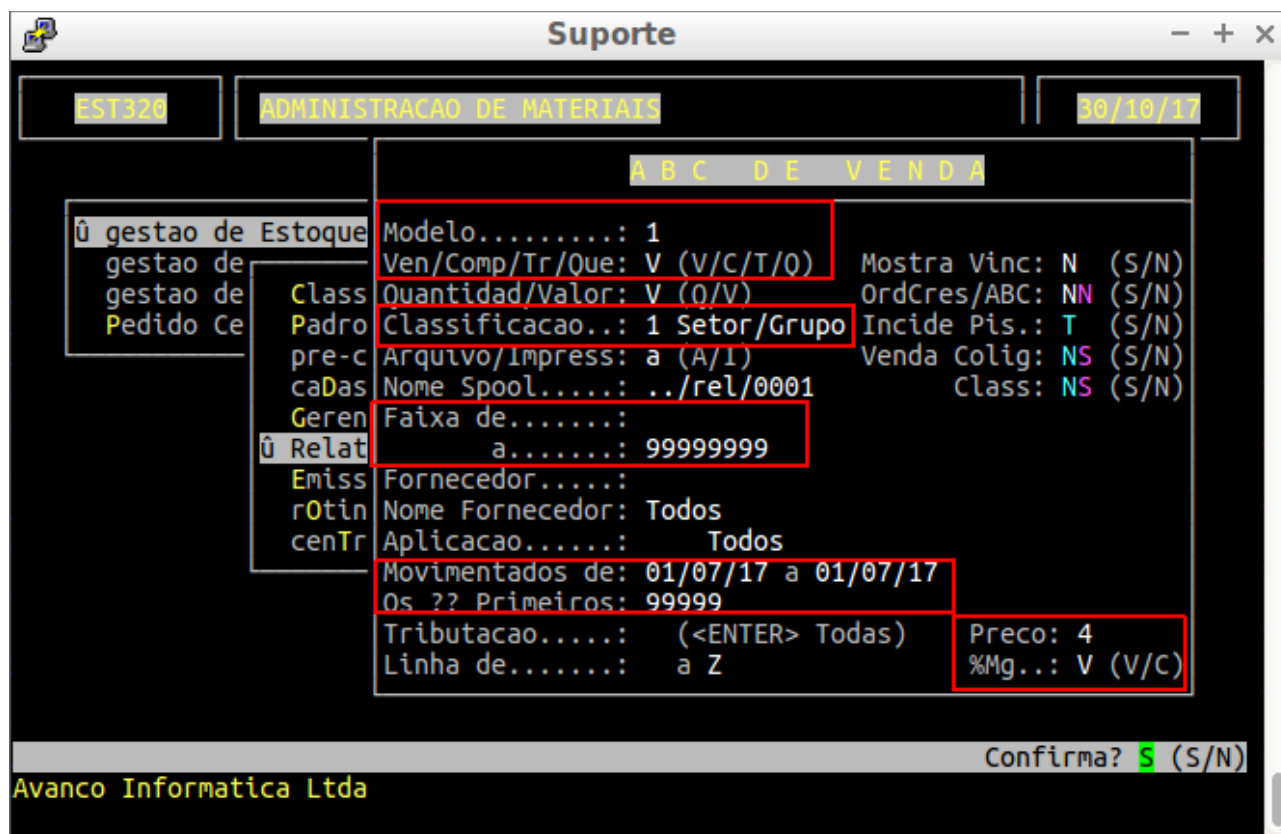 Suporte
EST320 ADMINISTRACAO DE MATERIAIS 30/10/17
A B C D E V E N D A
û gestao de Estoque Modelo.........: 1
gestao de Ven/Comp/Tr/Que: V (V/C/T/Q) Mostra Vinc: N (S/N)
gestao de Class Quantidad/Valor: V (Q/V) OrdCres/ABC: NN (S/N)
Pedido Ce Padro Classificacao..: 1 Setor/Grupo Incide Pis.: T (S/N)
pre-c Arquivo/Impress: a (A/I) Venda Colig: NS (S/N)
caDas Nome Spool.....: ../rel/0001 Class: NS (S/N)
Geren Faixa de.......:
û Relat a.......: 99999999
Emiss Fornecedor.....:
rOtin Nome Fornecedor: Todos
cenTr Aplicacao......: Todos
Movimentados de: 01/07/17 a 01/07/17
Os ?? Primeiros: 99999
Tributacao.....: (<ENTER> Todas) Preco: 4
Linha de.......: a Z %Mg..: V (V/C)
Confirma? S (S/N)
Avanco Informatica Ltda